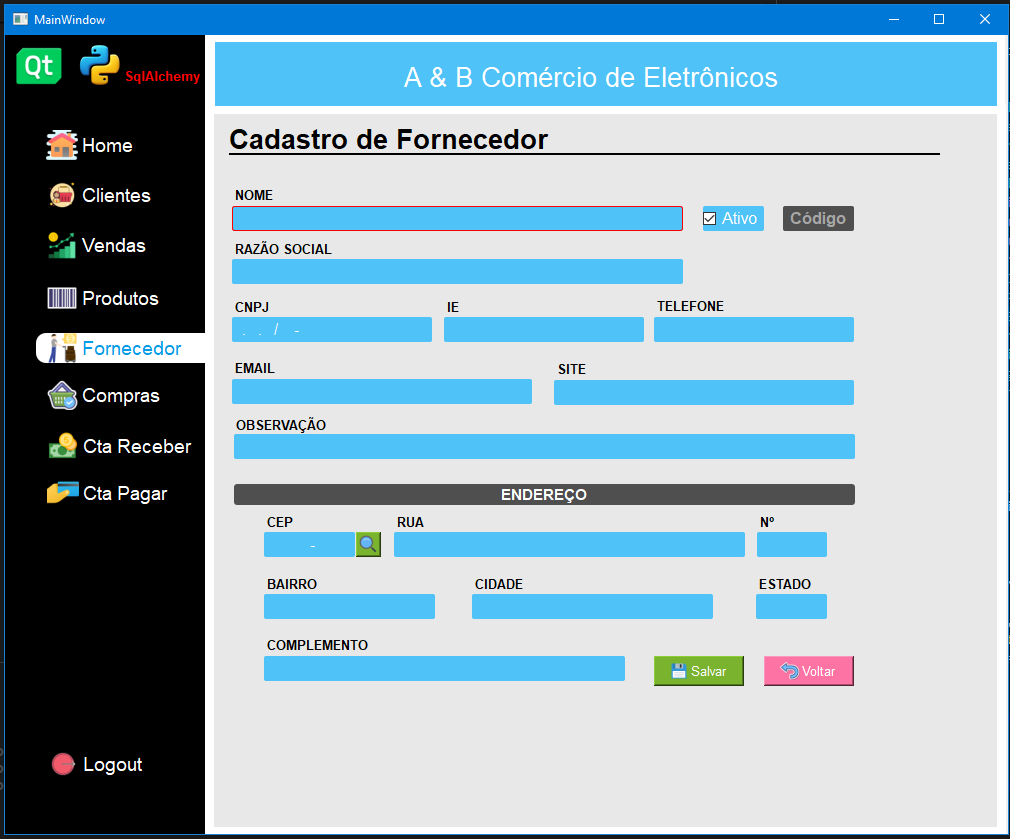 MainWindow
Qt
SqlAlchemy
A & B Comércio de Eletrônicos
Home
Clientes
Vendas
Produtos
Fornecedor
Compras
Cta Receber
Cta Pagar
Logout
Cadastro de Fornecedor
NOME
Ativo Código
RAZÃO SOCIAL
CNPJ IE TELEFONE
. . / -
EMAIL SITE
OBSERVAÇÃO
ENDEREÇO
CEP RUA Nº
-
BAIRRO CIDADE ESTADO
COMPLEMENTO
Salvar Voltar